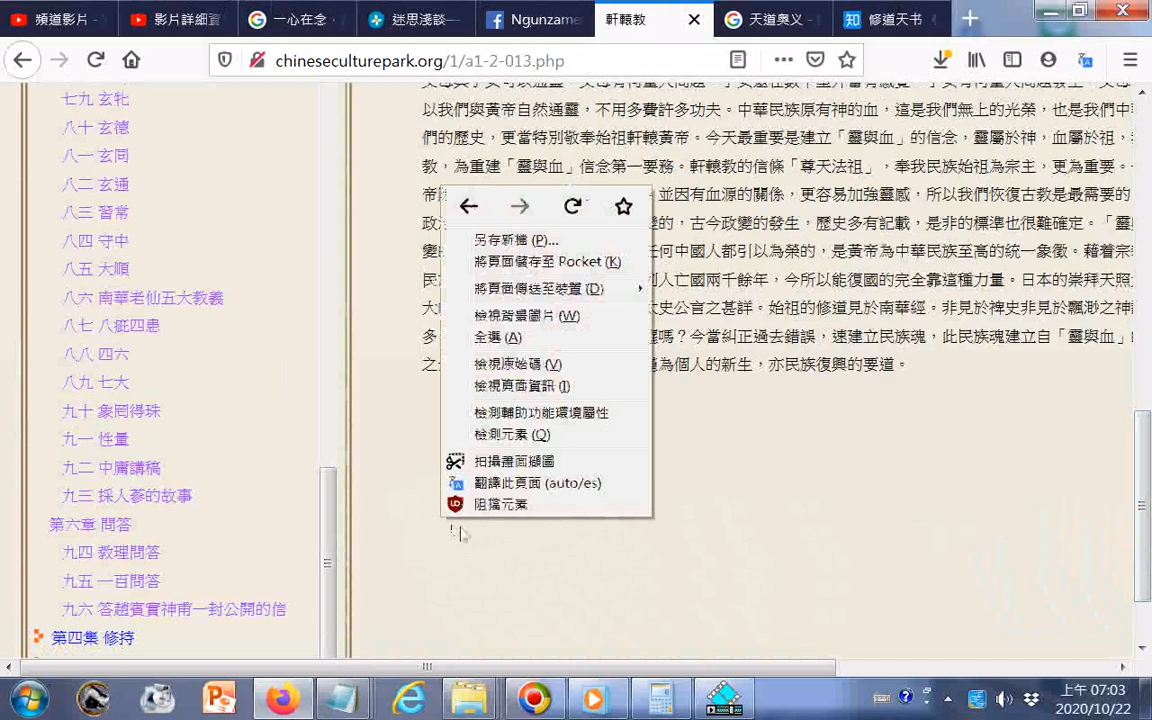 頻道影片 -
影片詳細資
一心在念 -
迷思淺談—
Ngunzame
軒轅教
天道奥义 -
修道天书
chineseculturepark.org/1/a1-2-013.php
七九 玄牝
八十 玄德
八一 玄同
八二 玄通
八三 習常
八四 守中
八五 大順
八六 南華老仙五大教義
八七 八疵四患
八八 四六
八九 七大
九十 象罔得珠
九一 性量
九二 中庸講稿
九三 採人蔘的故事
第六章 問答
九四 教理問答
九五 一百問答
九六 答趙賓實神甫一封公開的信
第四集 修持
以我們與黃帝自然通靈，不用多費許多功夫。中華民族原有神的血，這是我們無上的光榮，也是我們中
們的歷史，更當特別敬奉始祖軒轅黃帝。今天最重要是建立「靈與血」的信念，靈屬於神，血屬於祖，
教，為重建「靈與血」信念第一要務。軒轅教的信條「尊天法祖」，奉我民族始祖為宗主，更為重要。
並因有血源的關係，更容易加強靈感，所以我們恢復古教是最需要的
的，古今政變的發生，歷史多有記載，是非的標準也很難確定。「靈
任何中國人都引以為榮的，是黃帝為中華民族至高的統一象徵。藉着宗
人亡國兩千餘年，今所以能復國的完全靠這種力量。日本的崇拜天照
太史公言之甚詳。始祖的修道見於南華經。非見於裨史非見於飄渺之神
嗎？今當糾正過去錯誤，速建立民族魂，此民族魂建立自「靈與血」
為個人的新生，亦民族復興的要道。
另存新檔 (P)...
將頁面儲存至 Pocket (K)
將頁面傳送至裝置 (D)
檢視背景圖片 (W)
全選 (A)
檢視原始碼 (V)
檢視頁面資訊 (I)
檢測輔助功能環境屬性
檢測元素 (Q)
拍攝畫面擷圖
翻譯此頁面 (auto/es)
阻擋元素
上午 07:03
2020/10/22